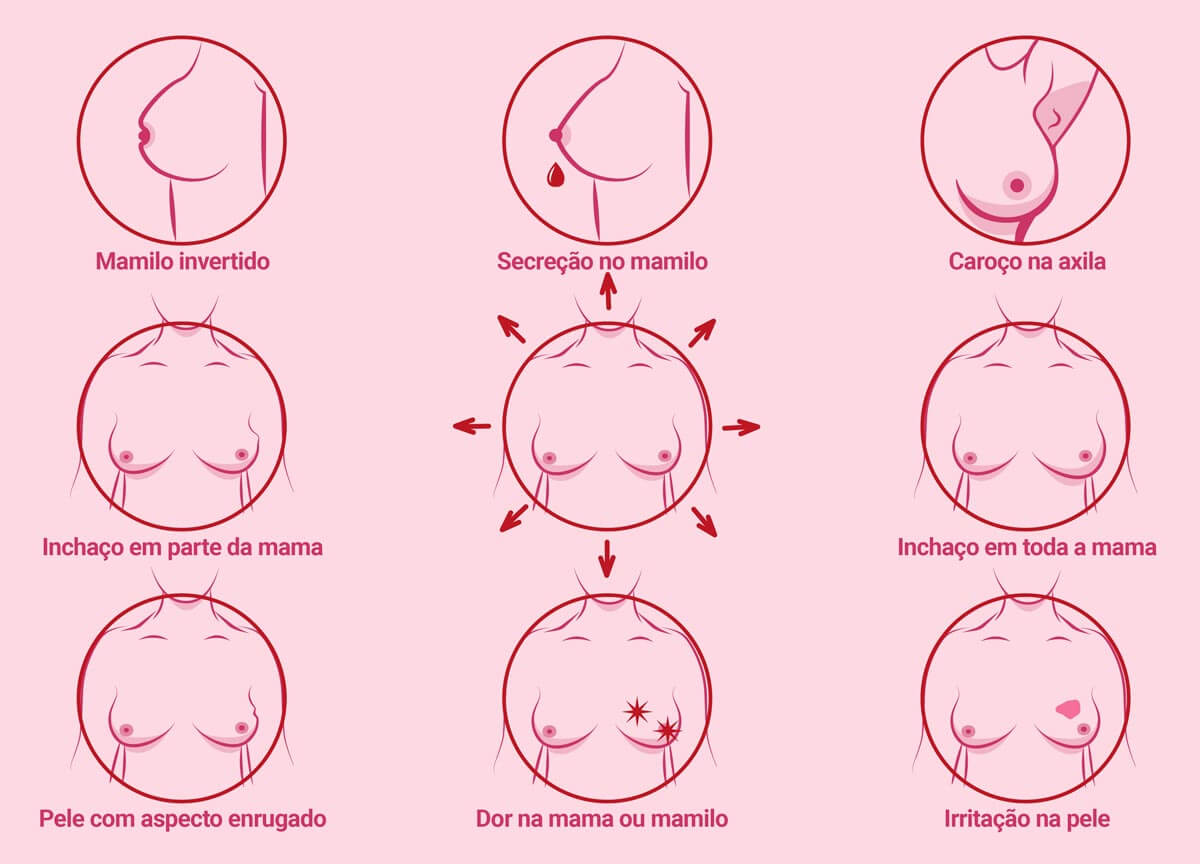 Mamilo invertido
Secreção no mamilo
Caroço na axila
Inchaço em parte da mama
Inchaço em toda a mama
Pele com aspecto enrugado
Dor na mama ou mamilo
Irritação na pele